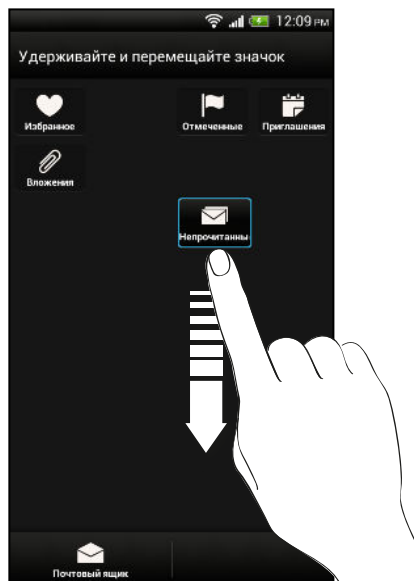 12:09 PM
Удерживайте и перемещайте значок
Избранное
Отмеченные
Приглашения
Вложения
Непрочитанны
Почтовый ящик